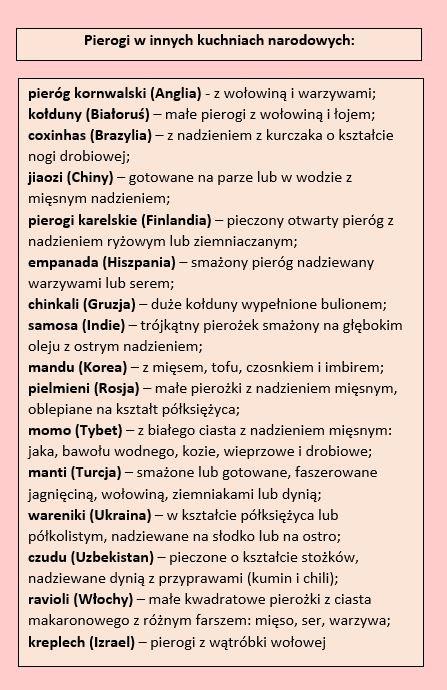 Pierogi w innych kuchniach narodowych:
pieróg kornwalski (Anglia) - z wołowiną i warzywami;
kołduny (Białoruś) – małe pierogi z wołowiną i łojem;
coxinhas (Brazylia) – z nadzieniem z kurczaka o kształcie
nogi drobiowej;
jiaozi (Chiny) – gotowane na parze lub w wodzie z
mięsnym nadzieniem;
pierogi karelskie (Finlandia) – pieczony otwarty pieróg z
nadzieniem ryżowym lub ziemniaczanym;
empanada (Hiszpania) – smażony pieróg nadziewany
warzywami lub serem;
chinkali (Gruzja) – duże kołduny wypełnione bulionem;
samosa (Indie) – trójkątny pierożek smażony na głębokim
oleju z ostrym nadzieniem;
mandu (Korea) – z mięsem, tofu, czosnkiem i imbirem;
pielmieni (Rosja) – małe pierożki z nadzieniem mięsnym,
oblepiane na kształt półksiężyca;
momo (Tybet) – z białego ciasta z nadzieniem mięsnym:
jaka, bawołu wodnego, kozie, wieprzowe i drobiowe;
manti (Turcja) – smażone lub gotowane, faszerowane
jagnięciną, wołowiną, ziemniakami lub dynią;
wareniki (Ukraina) – w kształcie półksiężyca lub
półkolistym, nadziewane na słodko lub na ostro;
czudu (Uzbekistan) – pieczone o kształcie stożków,
nadziewane dynią z przyprawami (kumin i chili);
ravioli (Włochy) – małe kwadratowe pierożki z ciasta
makaronowego z różnym farszem: mięso, ser, warzywa;
kreplech (Izrael) – pierogi z wątróbki wołowej